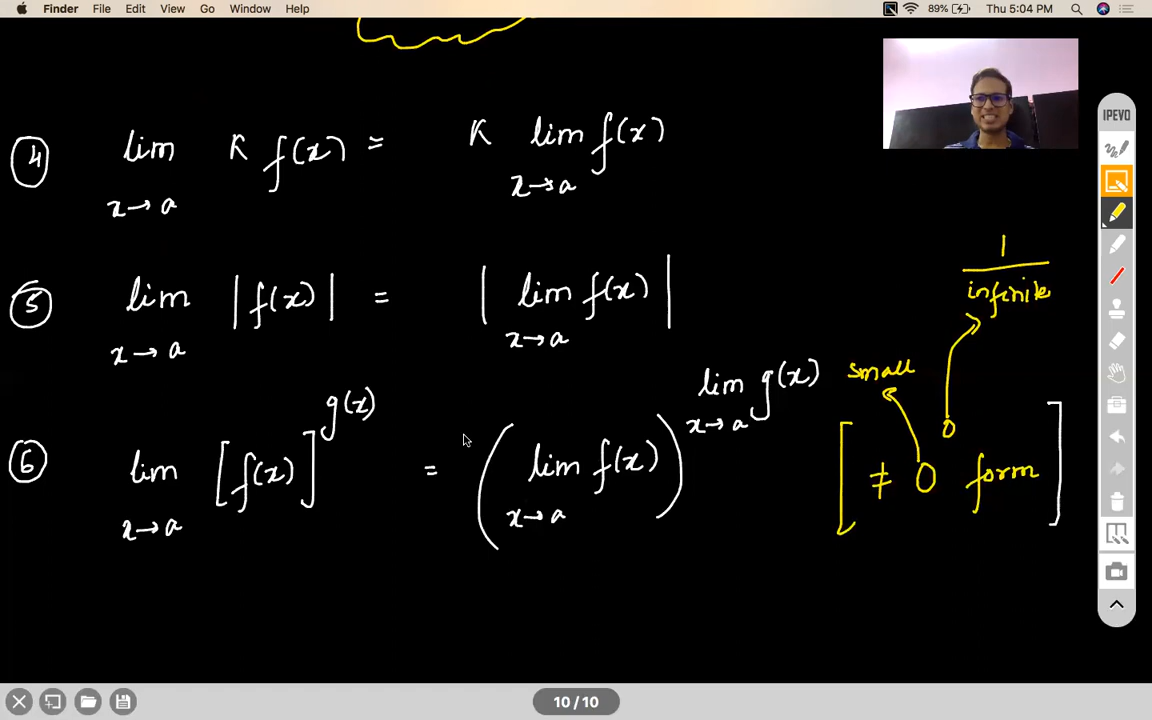 Finder File Edit View Go Window Help 89% Thu 5:04 PM
IPEVO
④ lim x→a K f(x) = K lim x→a f(x)
1
infinite
⑤ lim x→a |f(x)| = | lim x→a f(x) |
small
⑥ lim x→a [f(x)]^g(x) = ( lim x→a f(x) )^lim x→a g(x) [ ≠ 0^0 form ]
10 / 10